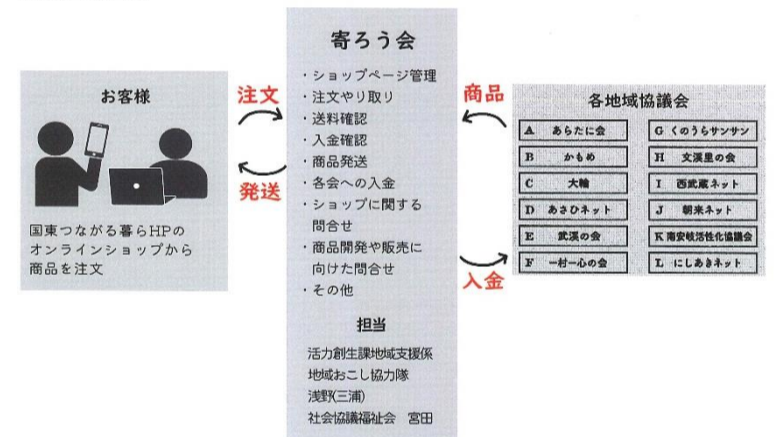 お客様
国東つながる暮らHPの
オンラインショップから
商品を注文
注文
発送
寄ろう会
・ショップページ管理
・注文やり取り
・送料確認
・入金確認
・商品発送
・各会への入金
・ショップに関する
問合せ
・商品開発や販売に
向けた問合せ
・その他
担当
活力創生課地域支援係
地域おこし協力隊
浅野(三浦)
社会協議福祉会 宮田
商品
入金
各地域協議会
A あらたに会
B かもめ
C 大輪
D あさひネット
E 武溪の会
F 一村一心の会
G くのうらサンサン
H 文溪里の会
I 西武蔵ネット
J 朝来ネット
K 南安岐活性化協議会
L にしあきネット